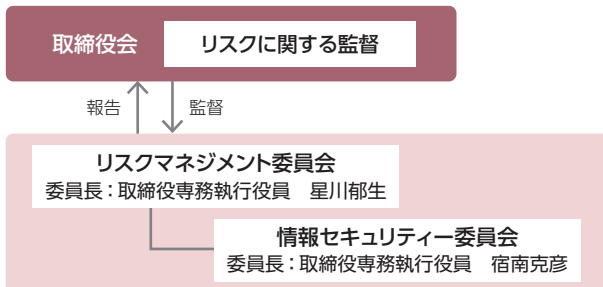 取締役会 リスクに関する監督
報告 監督
リスクマネジメント委員会
委員長：取締役専務執行役員　星川郁生
情報セキュリティー委員会
委員長：取締役専務執行役員　宿南克彦